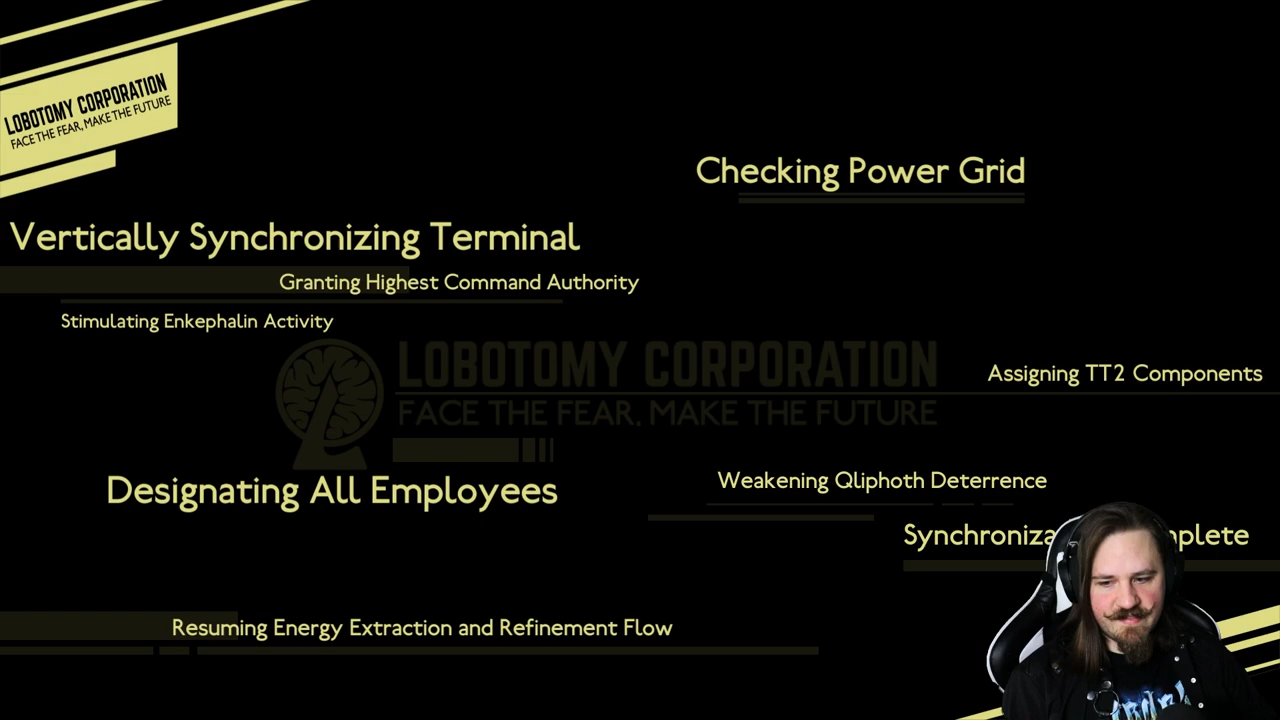 LOBOTOMY CORPORATION
FACE THE FEAR, MAKE THE FUTURE
Checking Power Grid
Vertically Synchronizing Terminal
Granting Highest Command Authority
Stimulating Enkephalin Activity
LOBOTOMY CORPORATION
FACE THE FEAR, MAKE THE FUTURE
Assigning TT2 Components
Designating All Employees
Weakening Qliphoth Deterrence
Resuming Energy Extraction and Refinement Flow